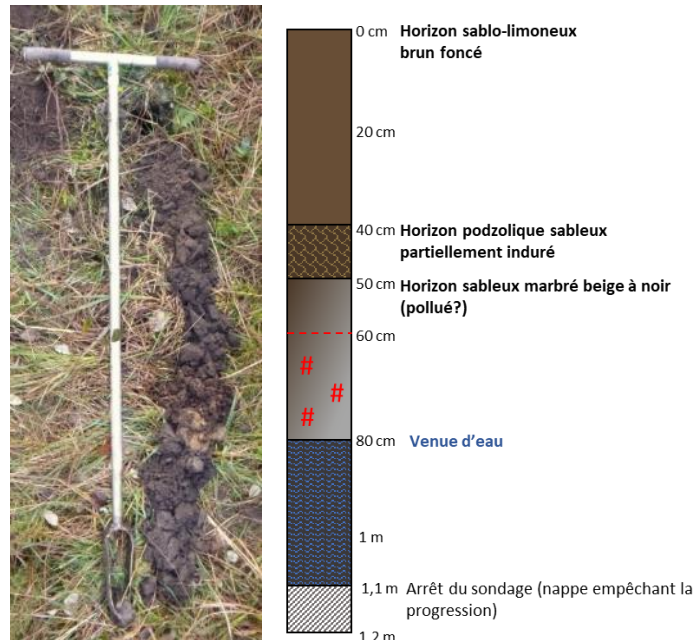 0 cm Horizon sablo-limoneux
brun foncé
20 cm
40 cm Horizon podzolique sableux
partiellement induré
50 cm Horizon sableux marbré beige à noir
(pollué?)
60 cm
#
#
#
80 cm Venue d'eau
1 m
1,1 m Arrêt du sondage (nappe empêchant la
progression)
1,2 m